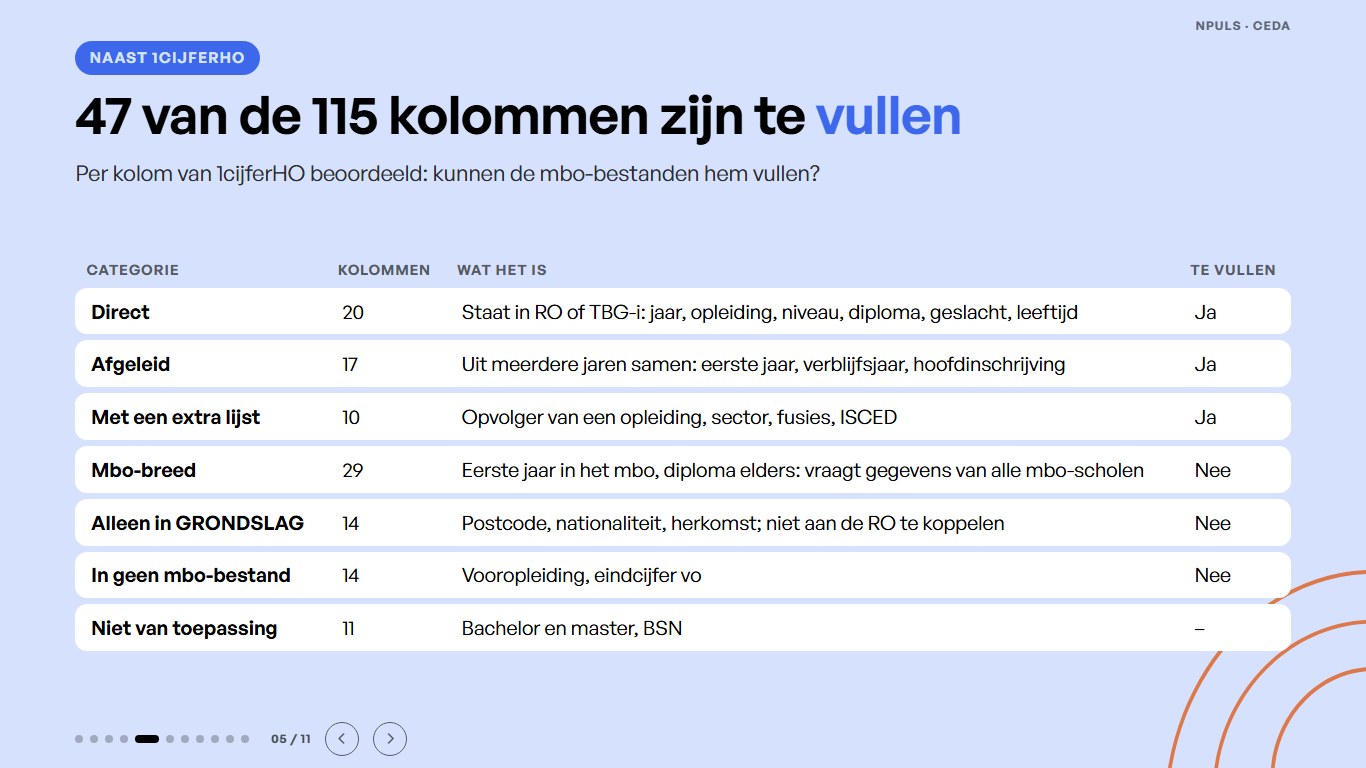 NPULS · CEDA
NAAST 1CIJFERHO
47 van de 115 kolommen zijn te vullen
Per kolom van 1cijferHO beoordeeld: kunnen de mbo-bestanden hem vullen?
CATEGORIE KOLOMMEN WAT HET IS TE VULLEN
Direct 20 Staat in RO of TBG-i: jaar, opleiding, niveau, diploma, geslacht, leeftijd Ja
Afgeleid 17 Uit meerdere jaren samen: eerste jaar, verblijfsjaar, hoofdinschrijving Ja
Met een extra lijst 10 Opvolger van een opleiding, sector, fusies, ISCED Ja
Mbo-breed 29 Eerste jaar in het mbo, diploma elders: vraagt gegevens van alle mbo-scholen Nee
Alleen in GRONDSLAG 14 Postcode, nationaliteit, herkomst; niet aan de RO te koppelen Nee
In geen mbo-bestand 14 Vooropleiding, eindcijfer vo Nee
Niet van toepassing 11 Bachelor en master, BSN –
05 / 11